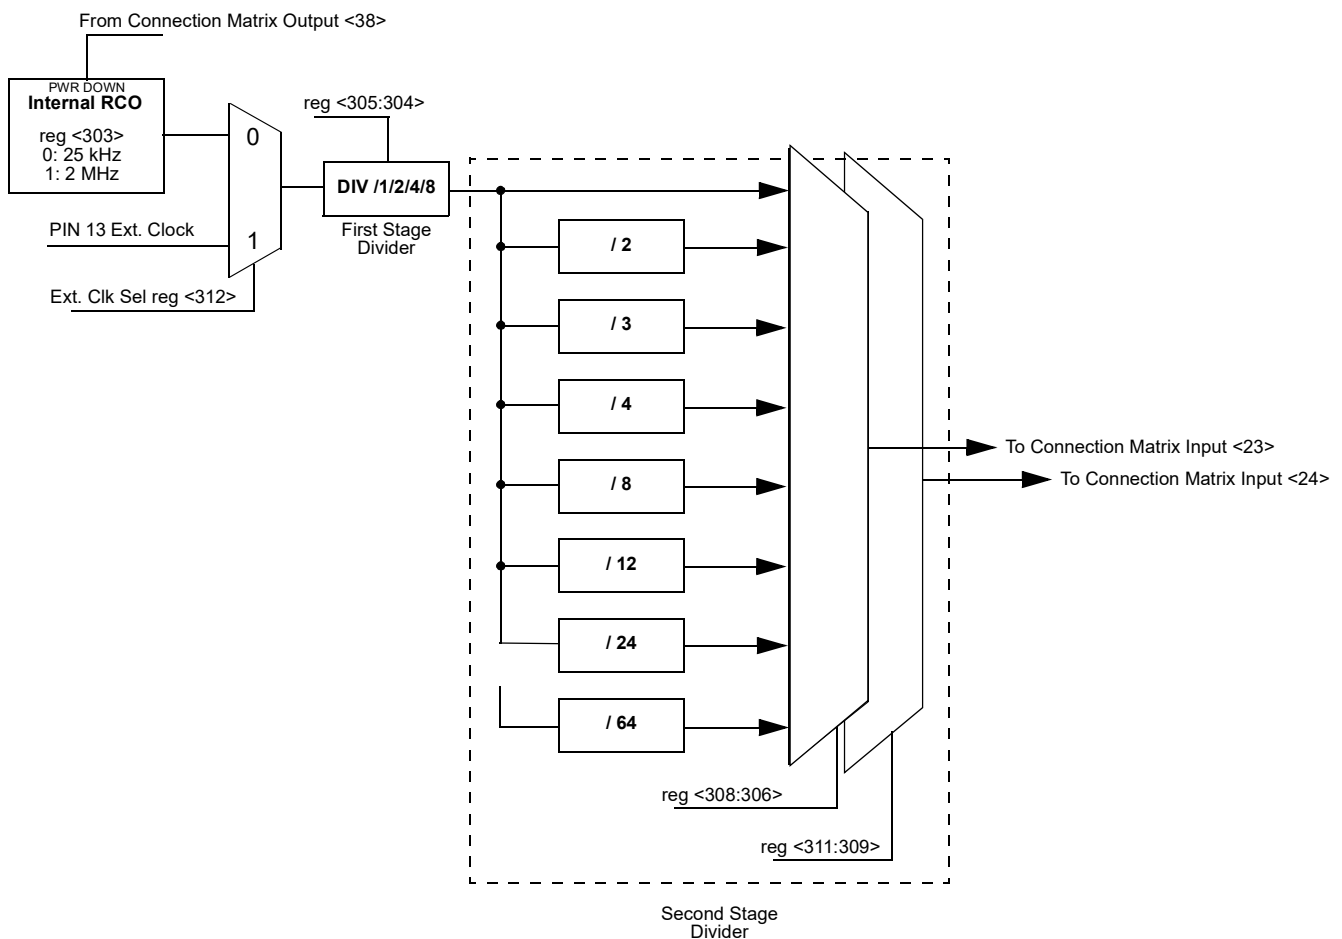 From Connection Matrix Output <38>
PWR DOWN
Internal RCO
reg <303>
0: 25 kHz
1: 2 MHz
0
1
PIN 13 Ext. Clock
Ext. Clk Sel reg <312>
reg <305:304>
DIV /1/2/4/8
First Stage
Divider
/ 2
/ 3
/ 4
/ 8
/ 12
/ 24
/ 64
To Connection Matrix Input <23>
To Connection Matrix Input <24>
reg <308:306>
reg <311:309>
Second Stage
Divider